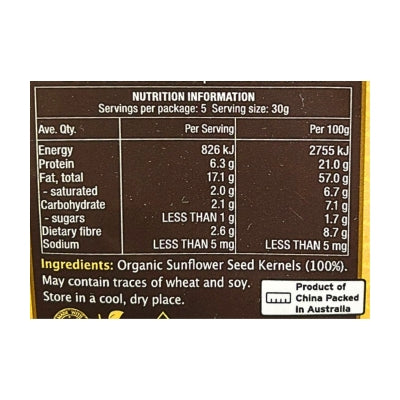 NUTRITION INFORMATION
Servings per package: 5 Serving size: 30g
Ave. Qty. Per Serving Per 100g
Energy 826 kJ 2755 kJ
Protein 6.3 g 21.0 g
Fat, total 17.1 g 57.0 g
- saturated 2.0 g 6.7 g
Carbohydrate 2.1 g 7.1 g
- sugars LESS THAN 1 g 1.7 g
Dietary fibre 2.6 g 8.7 g
Sodium LESS THAN 5 mg LESS THAN 5 mg
Ingredients: Organic Sunflower Seed Kernels (100%).
May contain traces of wheat and soy.
Store in a cool, dry place.
Product of
China Packed
in Australia